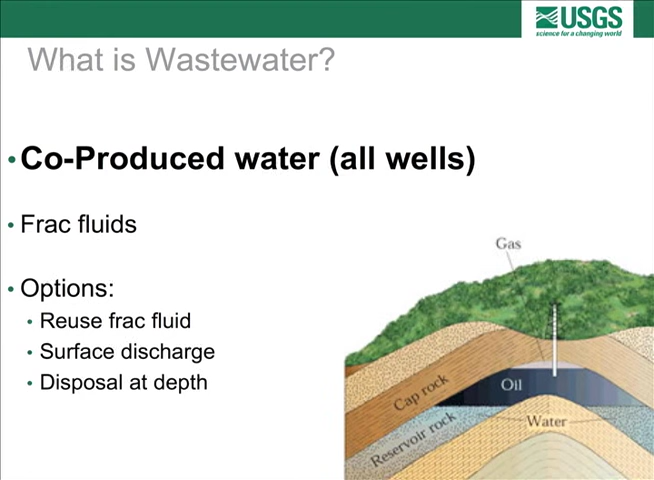 USGS
science for a changing world
What is Wastewater?
• Co-Produced water (all wells)
• Frac fluids
• Options:
• Reuse frac fluid
• Surface discharge
• Disposal at depth
Gas
Cap rock
Oil
Water
Reservoir rock